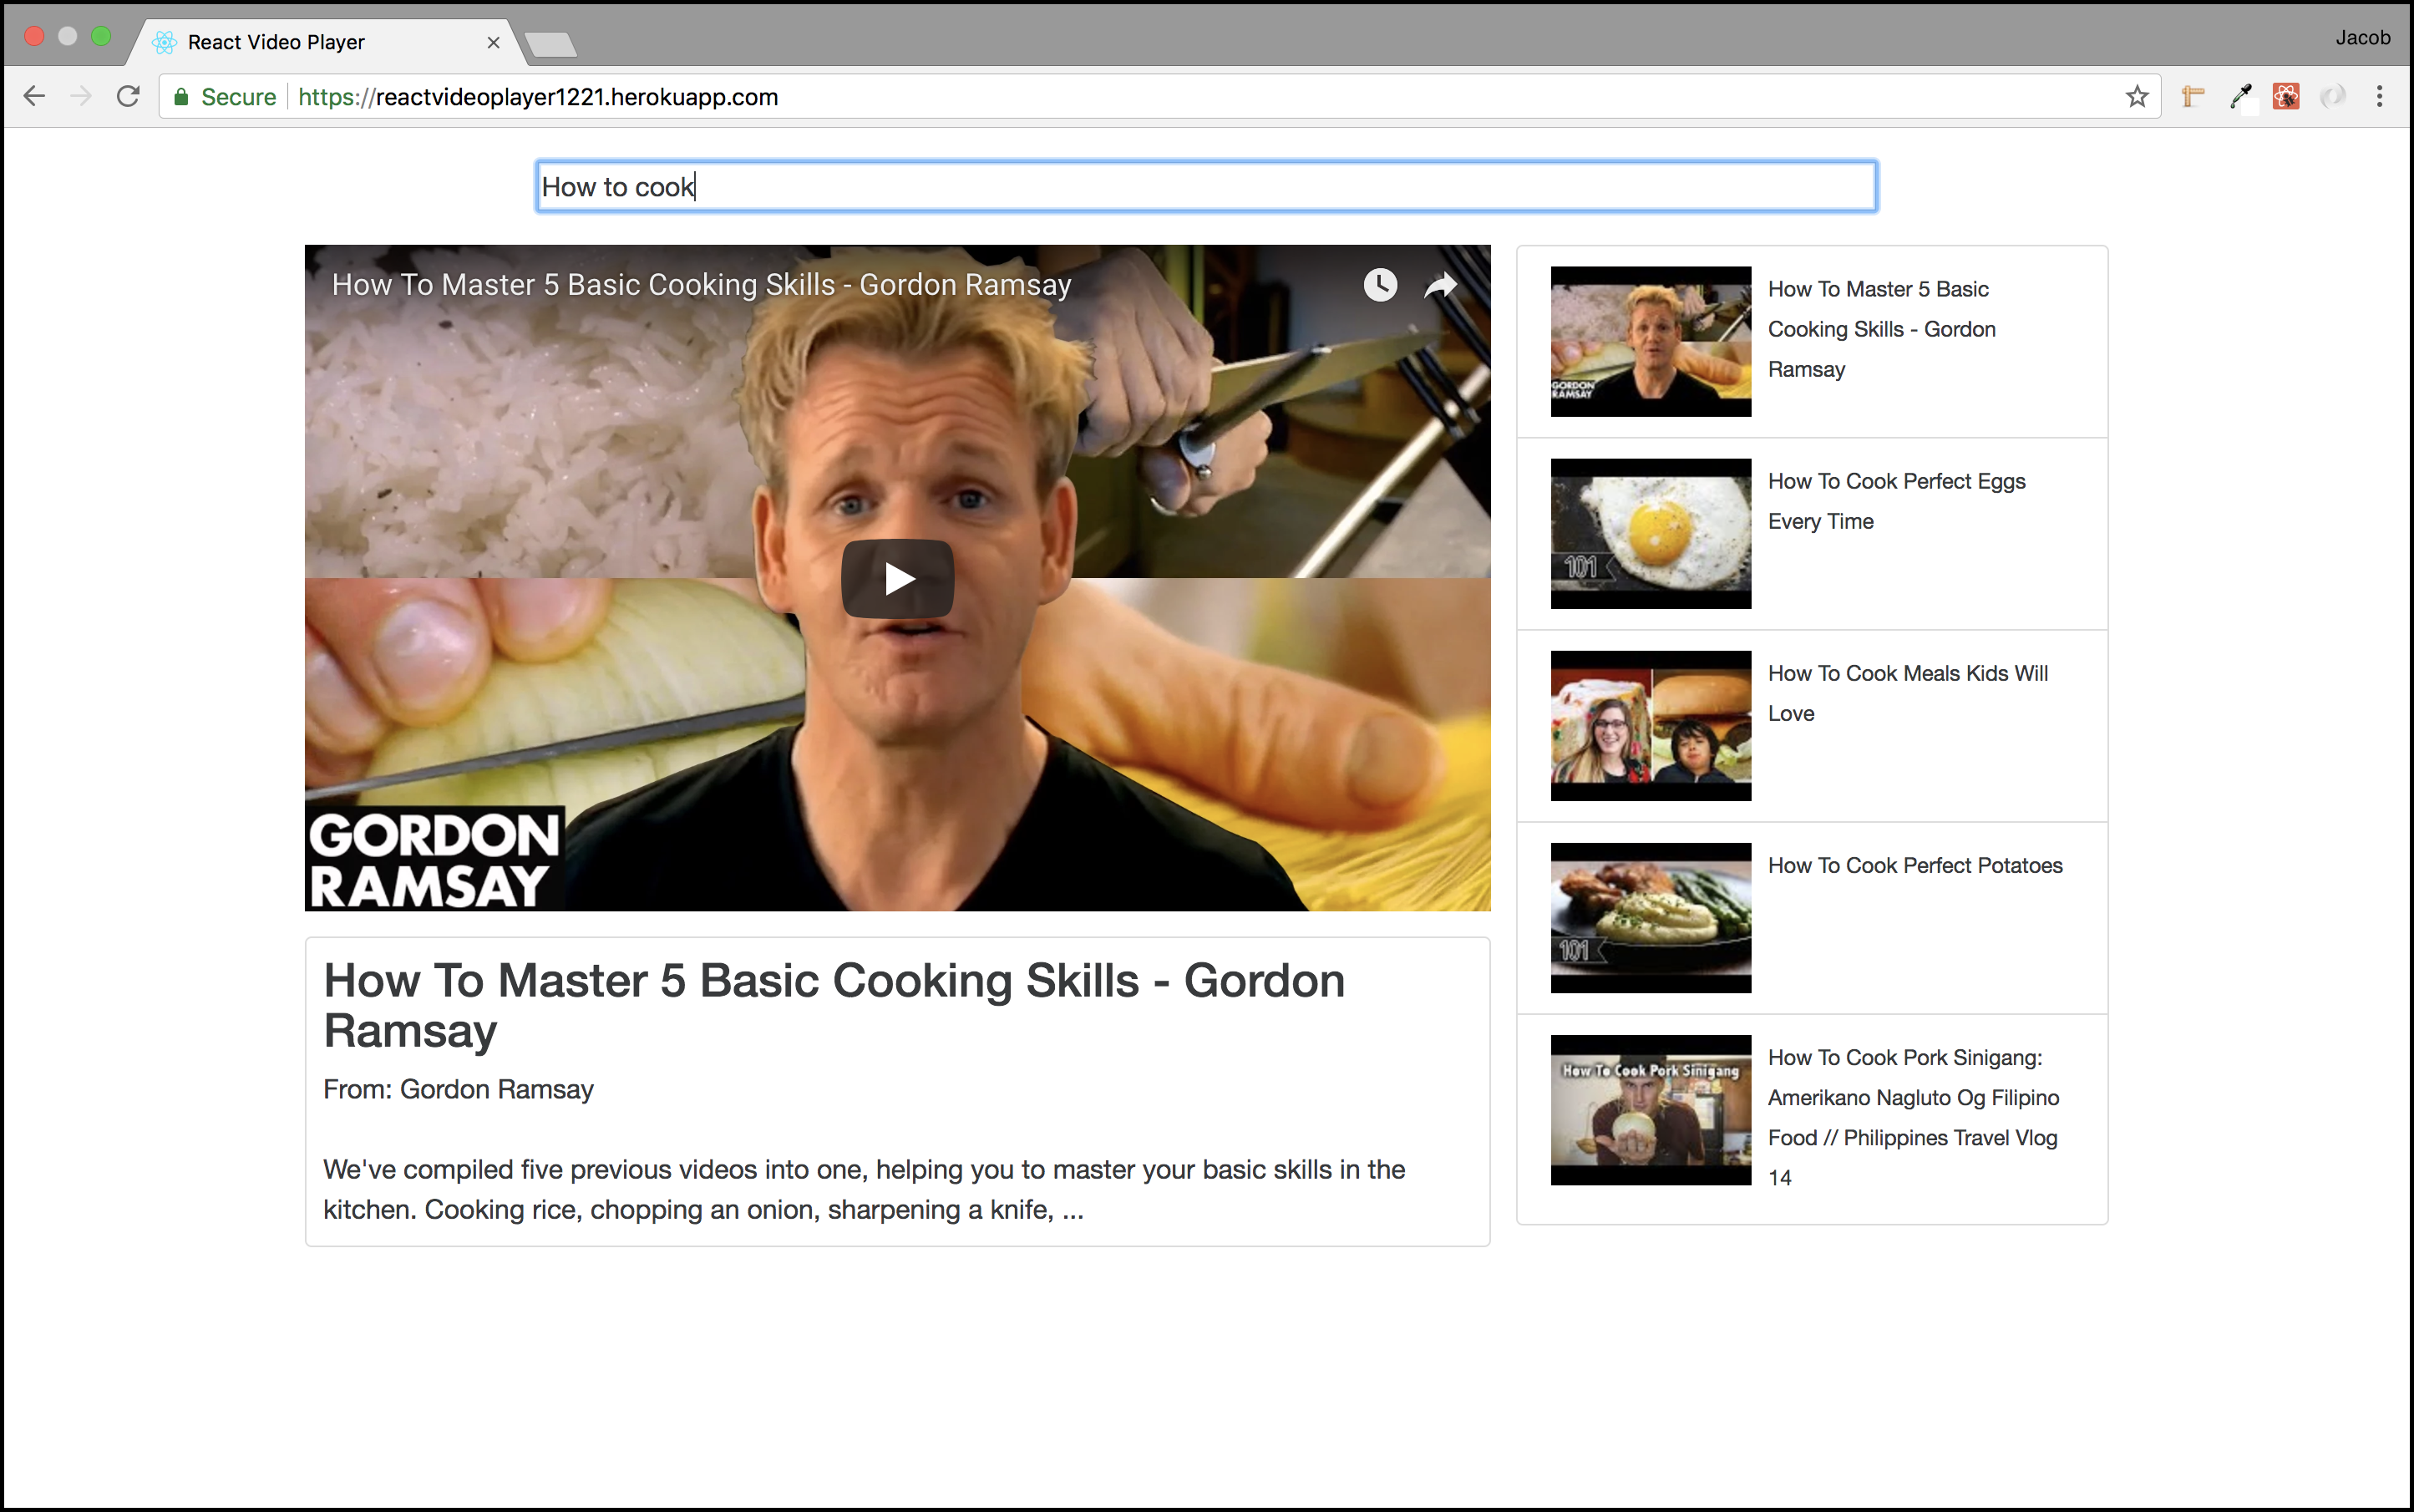 React Video Player
Jacob
Secure
https://reactvideoplayer1221.herokuapp.com
How to cook
How To Master 5 Basic Cooking Skills - Gordon Ramsay
GORDON
RAMSAY
How To Master 5 Basic Cooking Skills - Gordon
Ramsay
From: Gordon Ramsay
We've compiled five previous videos into one, helping you to master your basic skills in the
kitchen. Cooking rice, chopping an onion, sharpening a knife, ...
GORDON
RAMSAY
How To Master 5 Basic
Cooking Skills - Gordon
Ramsay
101
How To Cook Perfect Eggs
Every Time
How To Cook Meals Kids Will
Love
101
How To Cook Perfect Potatoes
How To Cook Pork Sinigang
How To Cook Pork Sinigang:
Amerikano Nagluto Og Filipino
Food // Philippines Travel Vlog
14